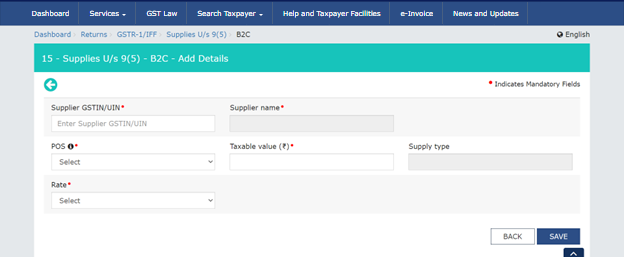 Dashboard Services GST Law Search Taxpayer Help and Taxpayer Facilities e-Invoice News and Updates
Dashboard › Returns › GSTR-1/IFF › Supplies U/s 9(5) › B2C English
15 - Supplies U/s 9(5) - B2C - Add Details
• Indicates Mandatory Fields
Supplier GSTIN/UIN• Supplier name•
Enter Supplier GSTIN/UIN
POS • Taxable value (₹)• Supply type
Select
Rate•
Select
BACK SAVE